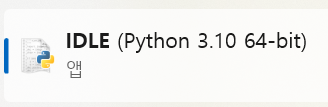 IDLE (Python 3.10 64-bit)
앱